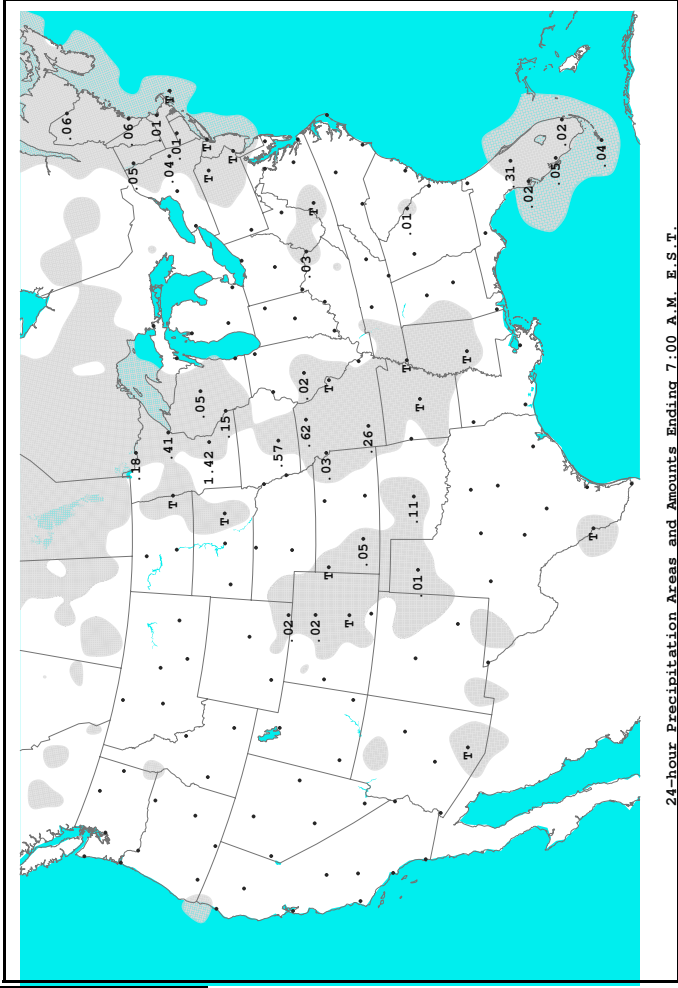 .06
.06
.05
.18
.01
.41
.04
T
T
.01
.05
T
1.42
T
T
.15
T
.57
.02
.62
.02
.03
T
.02
.03
T
T
T
.05
.26
T
.01
.11
.01
T
T
T
.31
.02
.05
.02
T
.04
24-hour Precipitation Areas and Amounts Ending 7:00 A.M. E.S.T.